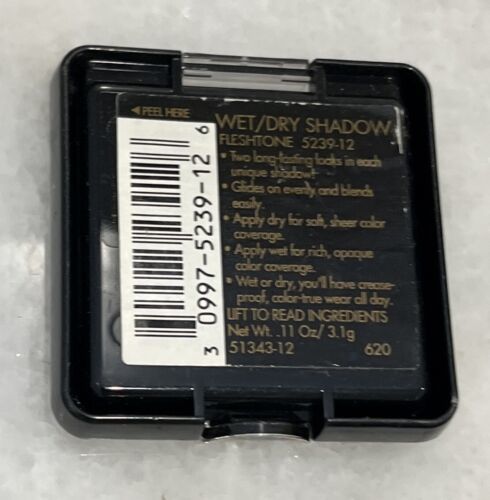 ◀ PEEL HERE
WET/DRY SHADOW
FLESHTONE 5239-12
• Two long-lasting looks in each
unique shadow!
• Glides on evenly and blends
easily.
• Apply dry for soft, sheer color
coverage.
• Apply wet for rich, opaque
color coverage.
• Wet or dry, you'll have crease-
proof, color-true wear all day.
LIFT TO READ INGREDIENTS
Net Wt. .11 Oz/ 3.1g
51343-12 620
3 0997-5239-12 6